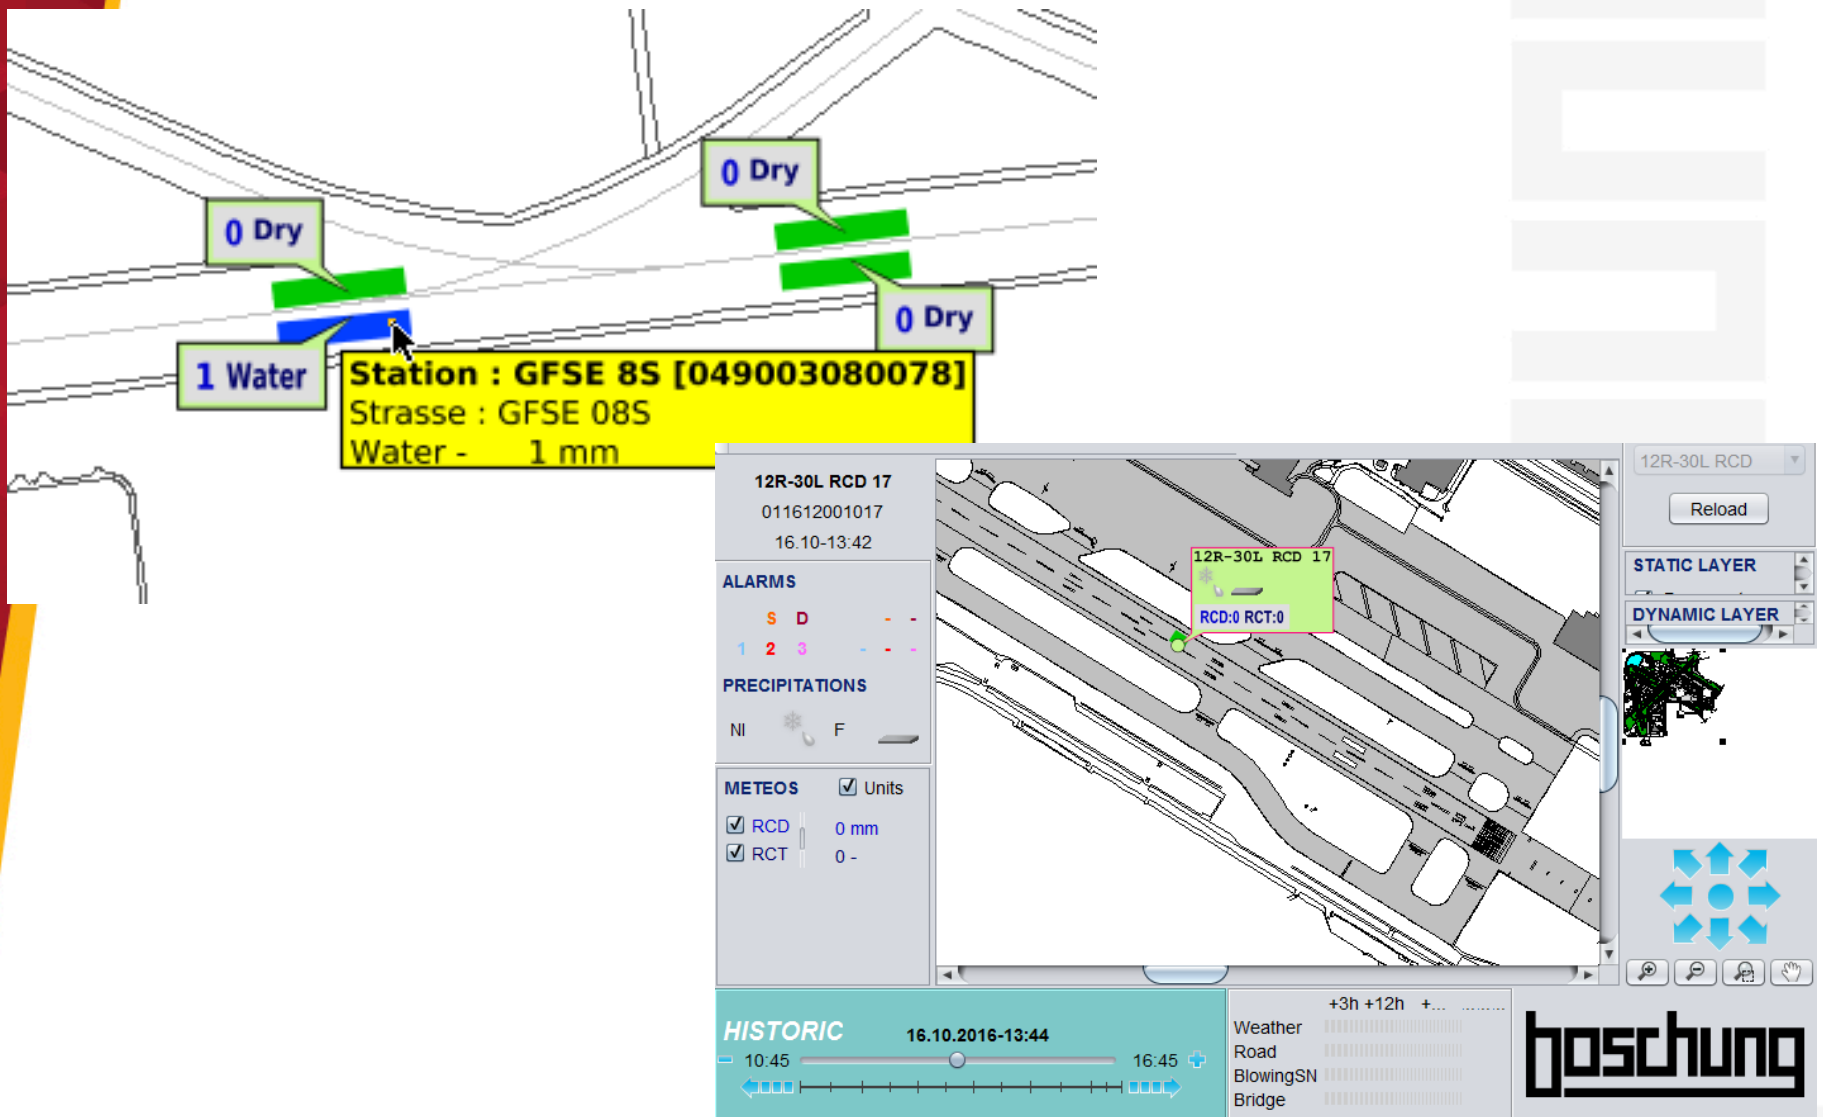 0 Dry
0 Dry
0 Dry
1 Water
Station : GFSE 8S [049003080078]
Strasse : GFSE 08S
Water - 1 mm
12R-30L RCD 17
011612001017
16.10-13:42
ALARMS
S D - -
1 2 3 - - -
PRECIPITATIONS
NI F
METEOS Units
RCD 0 mm
RCT 0 -
12R-30L RCD 17
RCD:0 RCT:0
12R-30L RCD
Reload
STATIC LAYER
DYNAMIC LAYER
HISTORIC 16.10.2016-13:44
10:45 16:45
+3h +12h +...
Weather
Road
BlowingSN
Bridge
boschung